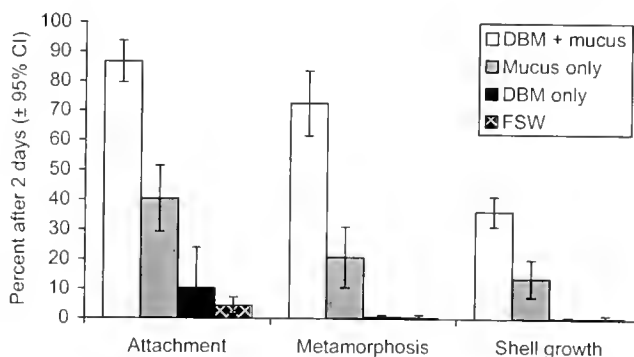 Percent after 2 days (± 95% CI)
100
90
80
70
60
50
40
30
20
10
0
DBM + mucus
Mucus only
DBM only
FSW
Attachment
Metamorphosis
Shell growth